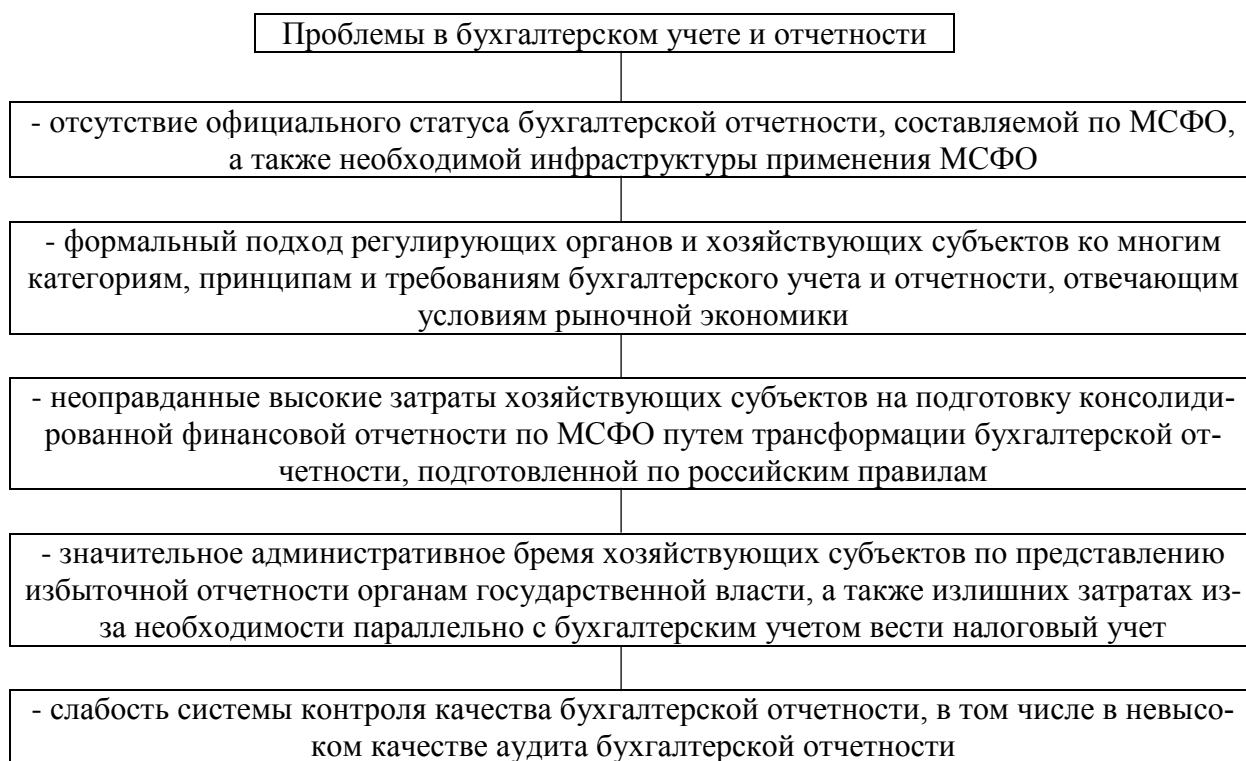 Проблемы в бухгалтерском учете и отчетности
- отсутствие официального статуса бухгалтерской отчетности, составляемой по МСФО,
а также необходимой инфраструктуры применения МСФО
- формальный подход регулирующих органов и хозяйствующих субъектов ко многим
категориям, принципам и требованиям бухгалтерского учета и отчетности, отвечающим
условиям рыночной экономики
- неоправданные высокие затраты хозяйствующих субъектов на подготовку консолиди-
рованной финансовой отчетности по МСФО путем трансформации бухгалтерской от-
четности, подготовленной по российским правилам
- значительное административное бремя хозяйствующих субъектов по представлению
избыточной отчетности органам государственной власти, а также излишних затратах из-
за необходимости параллельно с бухгалтерским учетом вести налоговый учет
- слабость системы контроля качества бухгалтерской отчетности, в том числе в невысо-
ком качестве аудита бухгалтерской отчетности